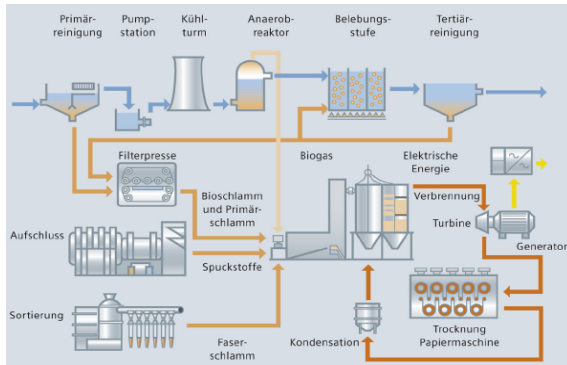 Primär-
reinigung
Pump-
station
Kühl-
turm
Anaerob-
reaktor
Belebungs-
stufe
Tertiär-
reinigung
Filterpresse
Biogas
Elektrische
Energie
Bioschlamm
und Primär-
schlamm
Verbrennung
Aufschluss
Turbine
Generator
Spuckstoffe
Sortierung
Faser-
schlamm
Kondensation
Trocknung
Papiermaschine